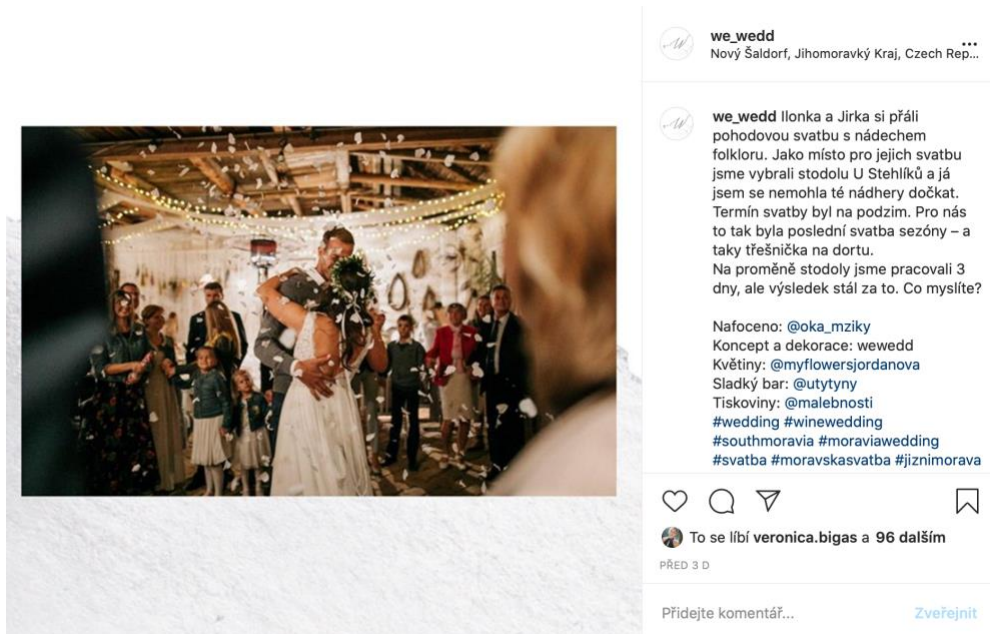 we_wedd
Nový Šaldorf, Jihomoravký Kraj, Czech Rep...
we_wedd Ilonka a Jirka si přáli
pohodovou svatbu s nádechem
folkloru. Jako místo pro jejich svatbu
jsme vybrali stodolu U Stehlíků a já
jsem se nemohla té nádhery dočkat.
Termín svatby byl na podzim. Pro nás
to tak byla poslední svatba sezóny – a
taky třešnička na dortu.
Na proměně stodoly jsme pracovali 3
dny, ale výsledek stál za to. Co myslíte?
Nafoceno: @oka_mziky
Koncept a dekorace: wewedd
Květiny: @myflowersjordanova
Sladký bar: @utytyny
Tiskoviny: @malebnosti
#wedding #winewedding
#southmoravia #moraviawedding
#svatba #moravskasvatba #jiznimorava
To se líbí veronica.bigas a 96 dalším
PŘED 3 D
Přidejte komentář... Zveřejnit